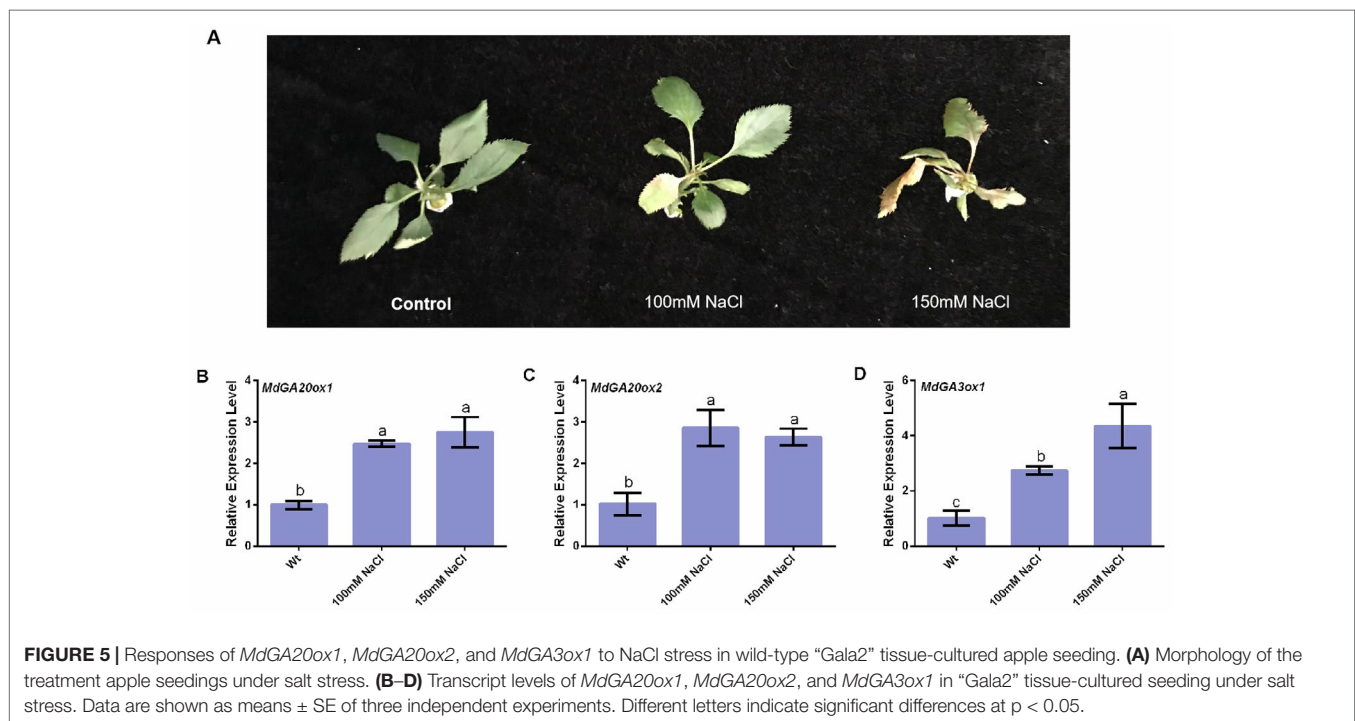 A
Control
100mM NaCl
150mM NaCl
B
MdGA20ox1
Relative Expression Level
4
3
2
1
0
b
a
a
Wt
100mM NaCl
150mM NaCl
C
MdGA20ox2
Relative Expression Level
4
3
2
1
0
b
a
a
Wt
100mM NaCl
150mM NaCl
D
MdGA3ox1
Relative Expression Level
6
4
2
0
c
b
a
Wt
100mM NaCl
150mM NaCl
FIGURE 5 | Responses of MdGA20ox1, MdGA20ox2, and MdGA3ox1 to NaCl stress in wild-type “Gala2” tissue-cultured apple seeding. (A) Morphology of the
treatment apple seedings under salt stress. (B–D) Transcript levels of MdGA20ox1, MdGA20ox2, and MdGA3ox1 in “Gala2” tissue-cultured seeding under salt
stress. Data are shown as means ± SE of three independent experiments. Different letters indicate significant differences at p < 0.05.